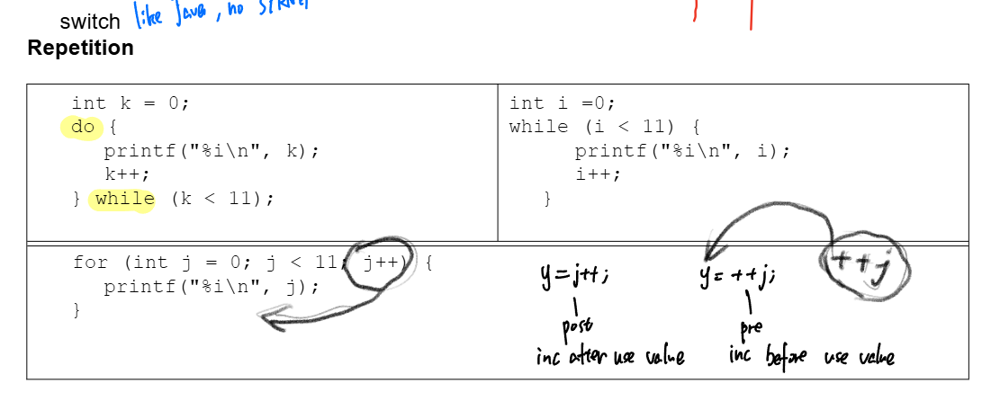 switch like Java, no
Repetition
int k = 0;
do {
printf("%i\n", k);
k++;
} while (k < 11);
int i =0;
while (i < 11) {
printf("%i\n", i);
i++;
}
for (int j = 0; j < 11; j++) {
printf("%i\n", j);
}
y=j++;
post
inc after use value
y= ++j;
pre
inc before use value
++j